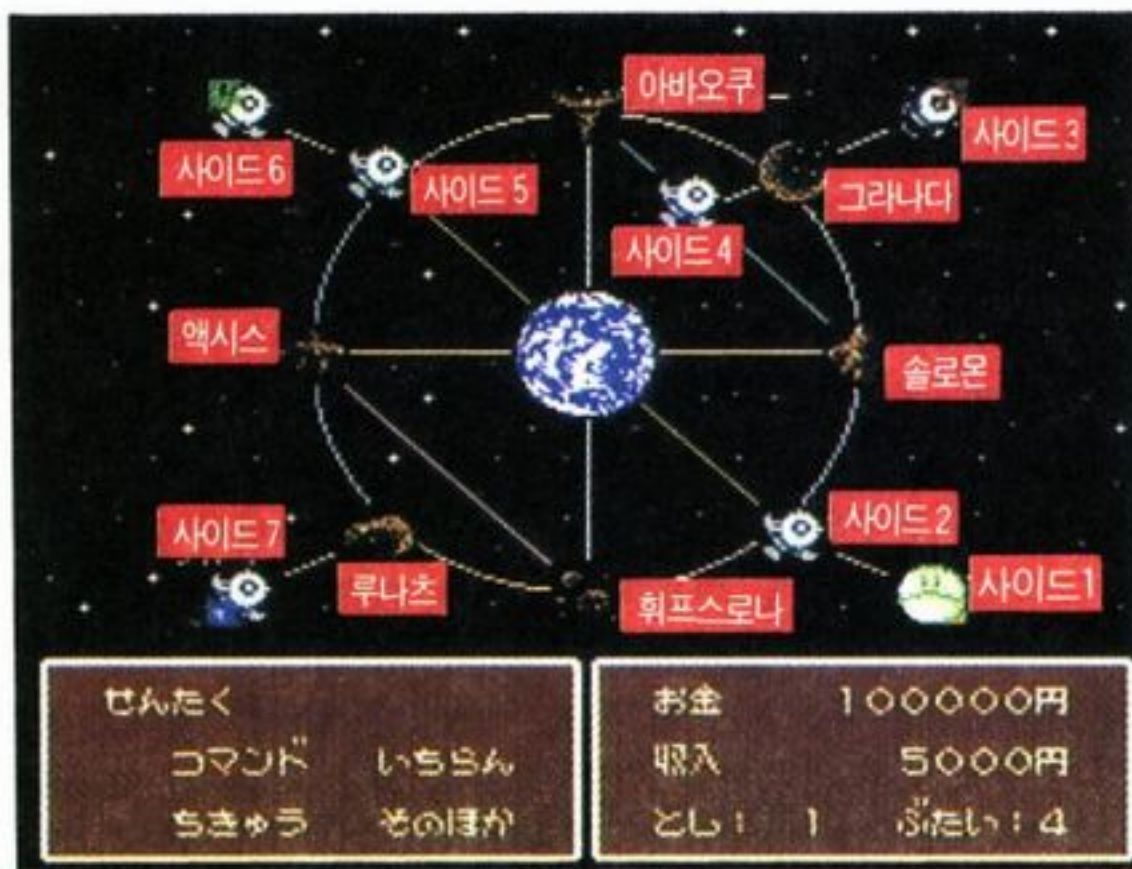 아바오쿠
사이드 3
사이드 6
사이드 5
그라나다
사이드 4
액시스
솔로몬
사이드 7
사이드 2
루나츠
휘프스로나
사이드 1
せんたく
コマンド いちらん
ちきゅう そのほか
お金 100000円
収入 5000円
とし: 1 ぶたい:4